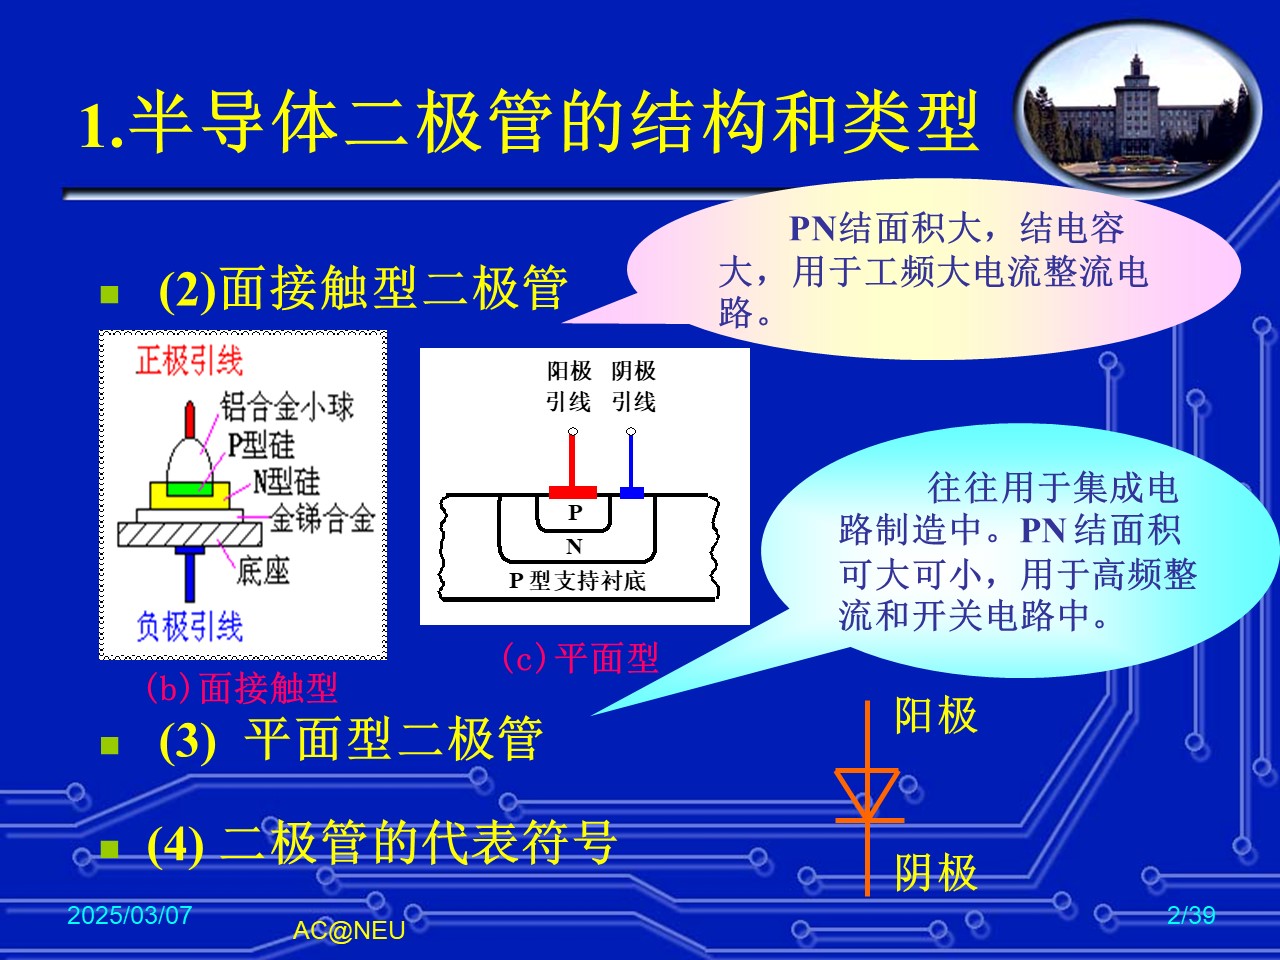 1.半导体二极管的结构和类型
PN结面积大，结电容
大，用于工频大电流整流电
路。
(2)面接触型二极管
正极引线
铝合金小球
P型硅
N型硅
金锑合金
底座
负极引线
(b)面接触型
阳极 阴极
引线 引线
P
N
P 型支持衬底
(c)平面型
往往用于集成电
路制造中。PN 结面积
可大可小，用于高频整
流和开关电路中。
(3) 平面型二极管
(4) 二极管的代表符号
阳极
阴极
2025/03/07
AC@NEU
2/39